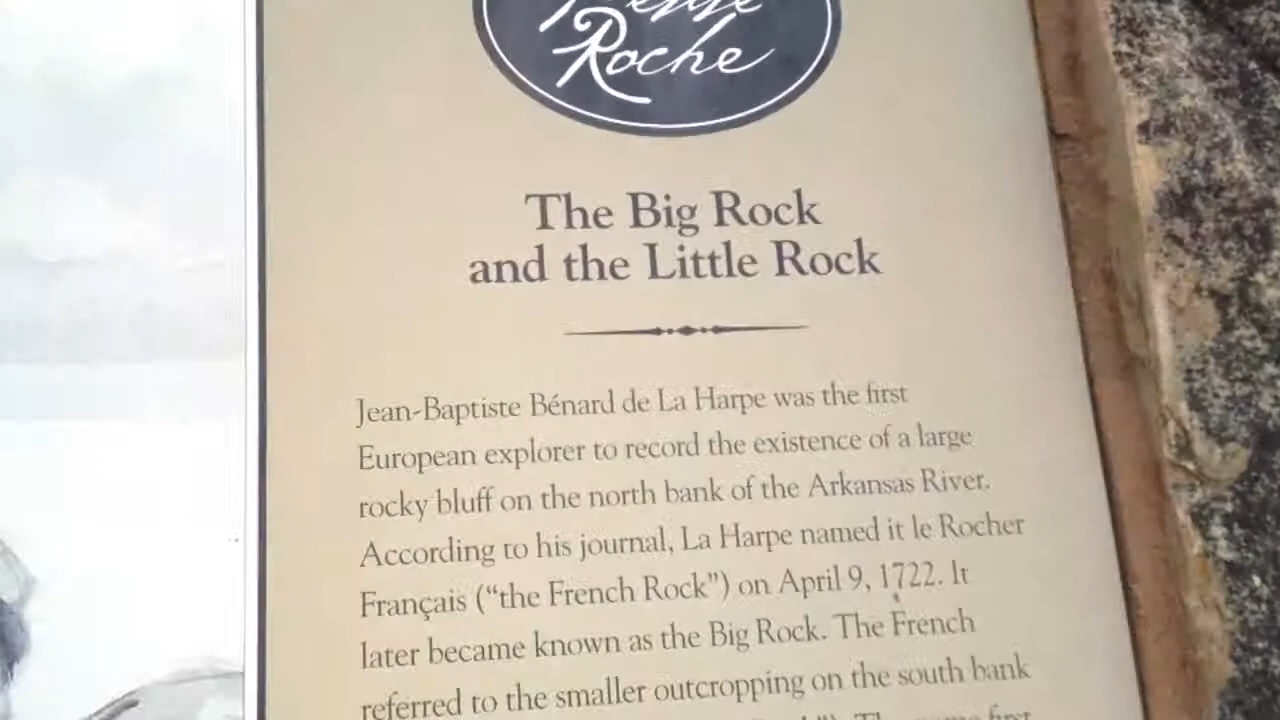 Roche
The Big Rock
and the Little Rock
Jean-Baptiste Bénard de La Harpe was the first
European explorer to record the existence of a large
rocky bluff on the north bank of the Arkansas River.
According to his journal, La Harpe named it le Rocher
Français (“the French Rock”) on April 9, 1722. It
later became known as the Big Rock. The French
referred to the smaller outcropping on the south bank